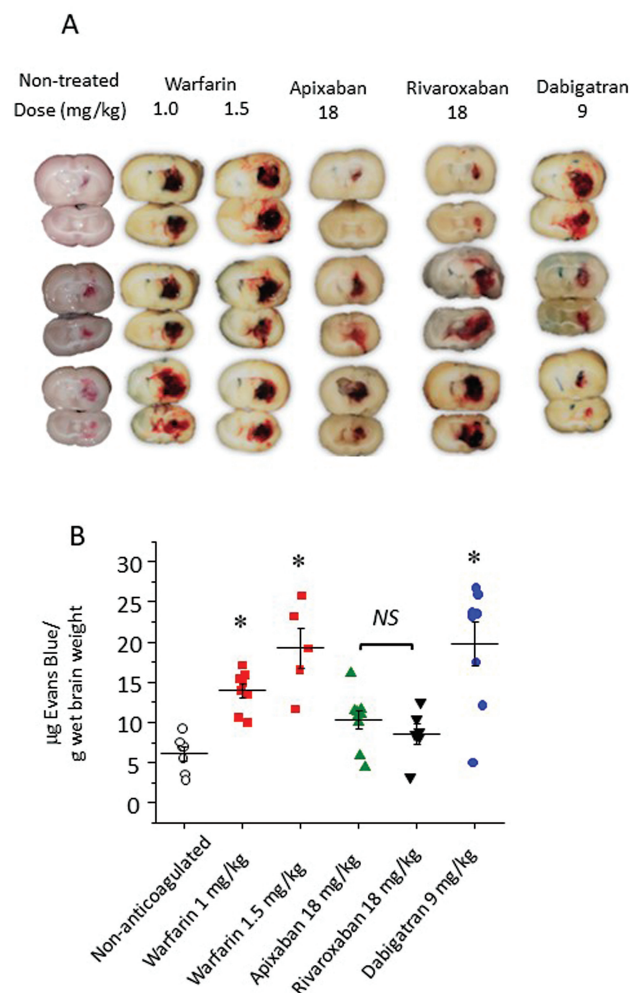 A
Non-treated Warfarin Apixaban Rivaroxaban Dabigatran
Dose (mg/kg) 1.0 1.5 18 18 9
B
µg Evans Blue/
g wet brain weight
30
25
20
15
10
5
0
* * NS *
Non-anticoagulated
Warfarin 1 mg/kg
Warfarin 1.5 mg/kg
Apixaban 18 mg/kg
Rivaroxaban 18 mg/kg
Dabigatran 9 mg/kg